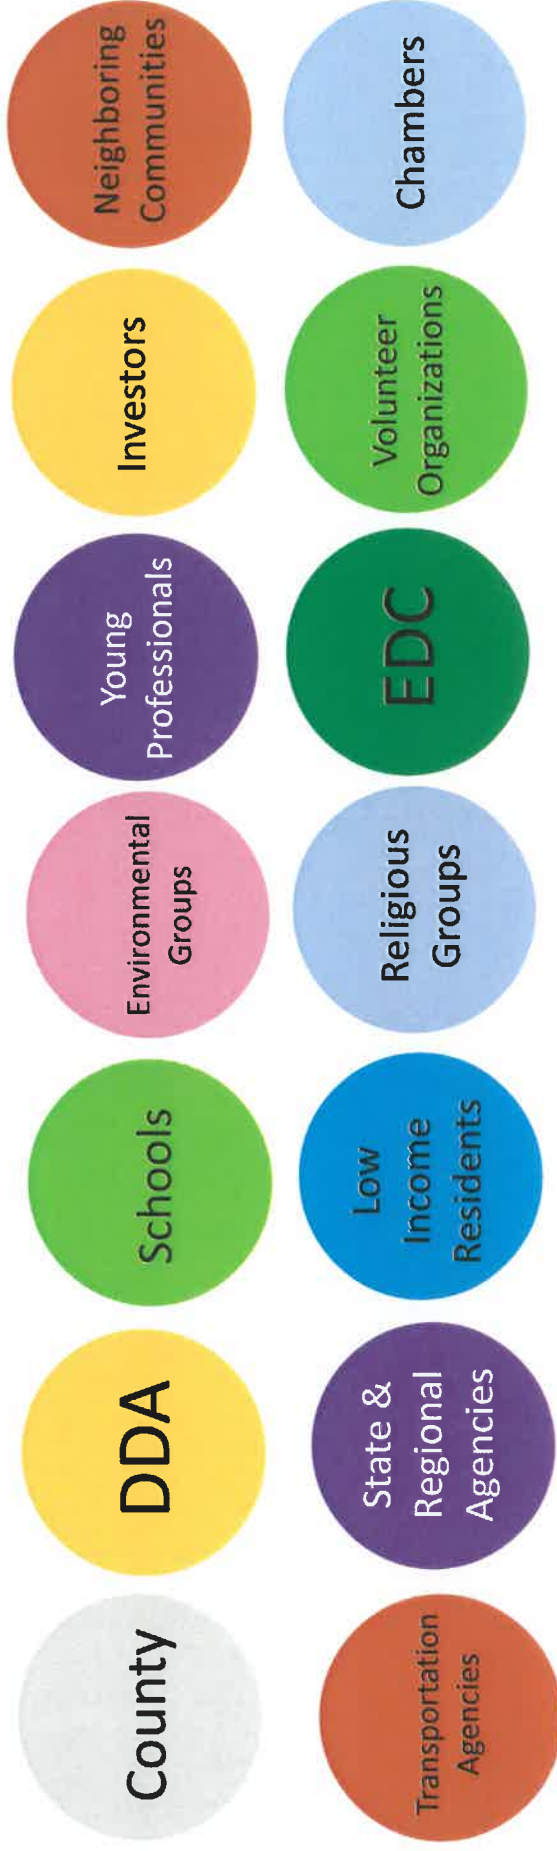 County
DDA
Schools
Environmental
Groups
Young
Professionals
Investors
Neighboring
Communities
Transportation
Agencies
State &
Regional
Agencies
Low
Income
Residents
Religious
Groups
EDC
Volunteer
Organizations
Chambers